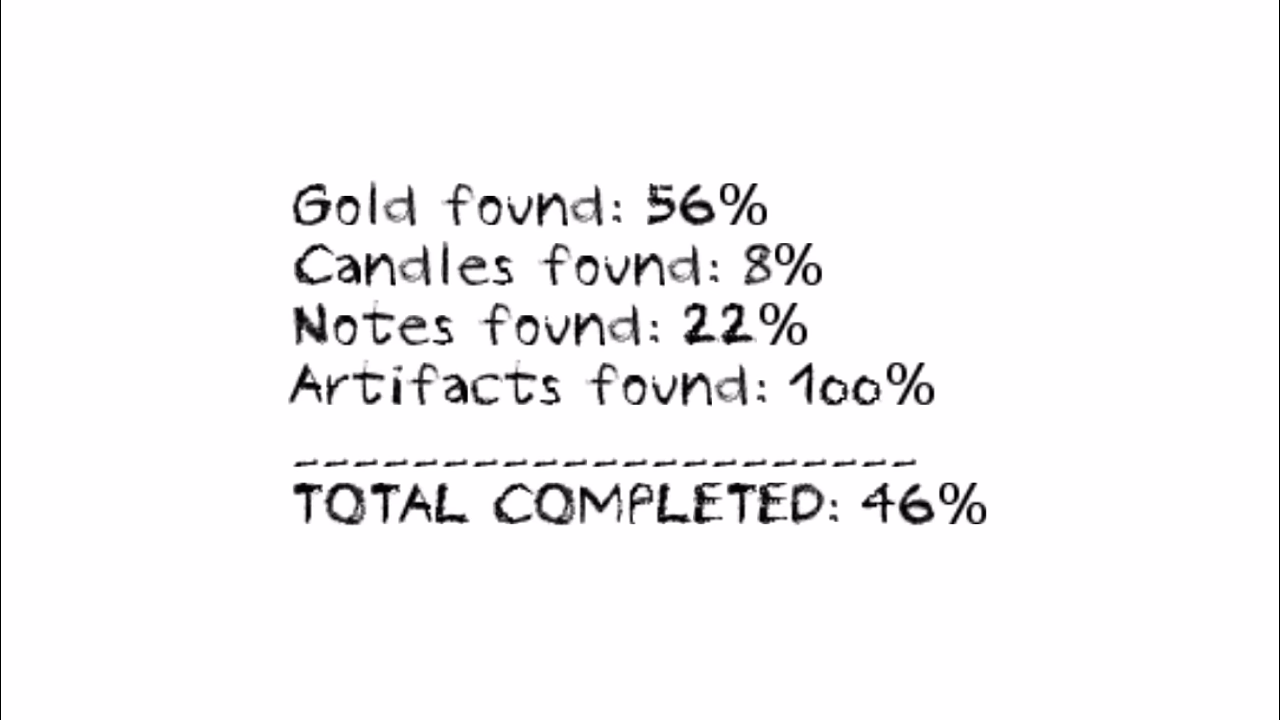 Gold found: 56%
Candles found: 8%
Notes found: 22%
Artifacts found: 100%
---------------------
TOTAL COMPLETED: 46%